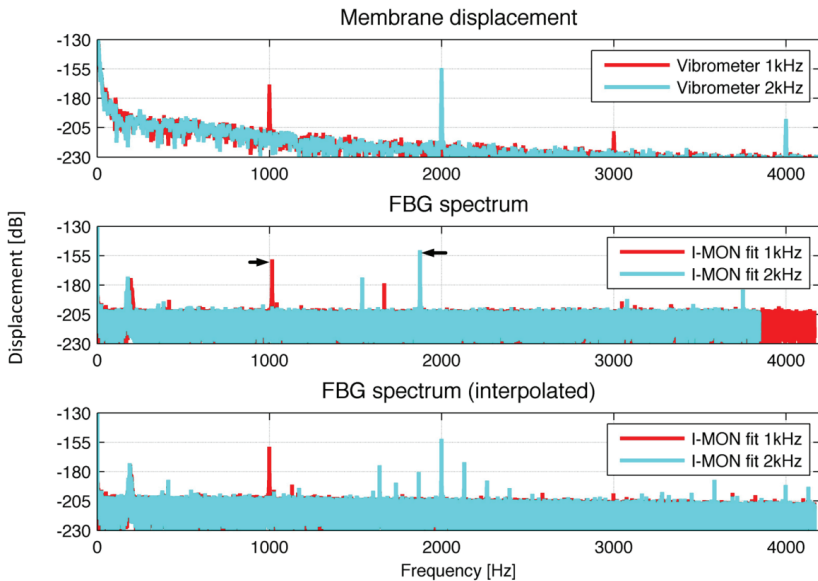 Membrane displacement
-130
-155
-180
-205
-230
Vibrometer 1kHz
Vibrometer 2kHz
0 1000 2000 3000 4000
FBG spectrum
Displacement [dB]
-130
-155
-180
-205
-230
I-MON fit 1kHz
I-MON fit 2kHz
0 1000 2000 3000 4000
FBG spectrum (interpolated)
-130
-155
-180
-205
-230
I-MON fit 1kHz
I-MON fit 2kHz
0 1000 2000 3000 4000
Frequency [Hz]